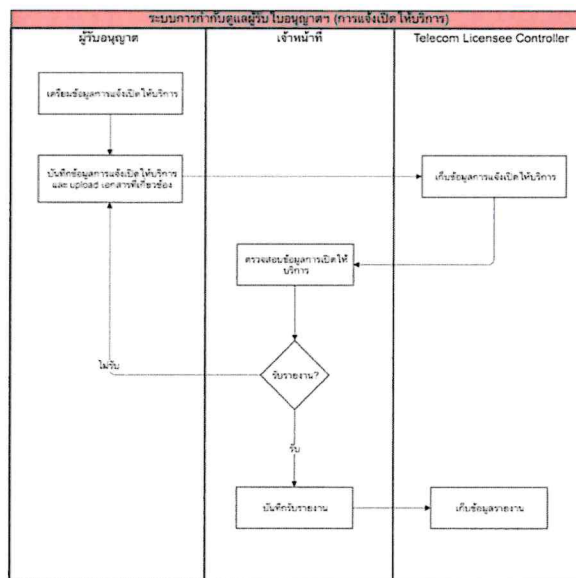 ระบบการกำกับดูแลผู้รับใบอนุญาตฯ (การแจ้งเปิดให้บริการ)
ผู้รับอนุญาต
เจ้าหน้าที่
Telecom Licensee Controller
เตรียมข้อมูลการแจ้งเปิดให้บริการ
บันทึกข้อมูลการแจ้งเปิดให้บริการ
และ upload เอกสารที่เกี่ยวข้อง
เก็บข้อมูลการแจ้งเปิดให้บริการ
ตรวจสอบข้อมูลการเปิดให้
บริการ
ไม่รับ
รับรายงาน?
รับ
บันทึกรับรายงาน
เก็บข้อมูลรายงาน